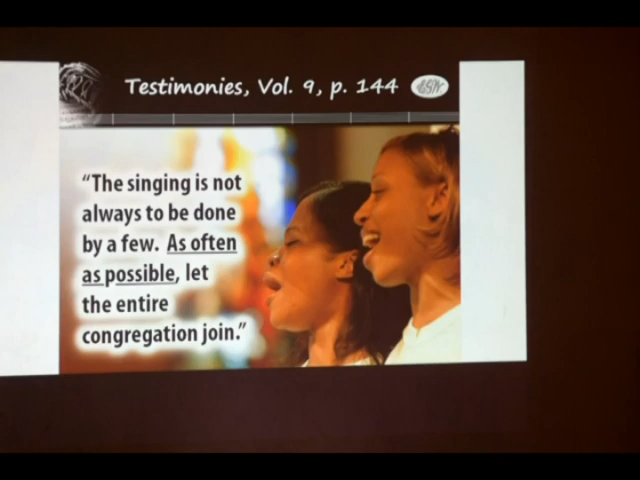 Testimonies, Vol. 9, p. 144
“The singing is not
always to be done
by a few. As often
as possible, let
the entire
congregation join.”